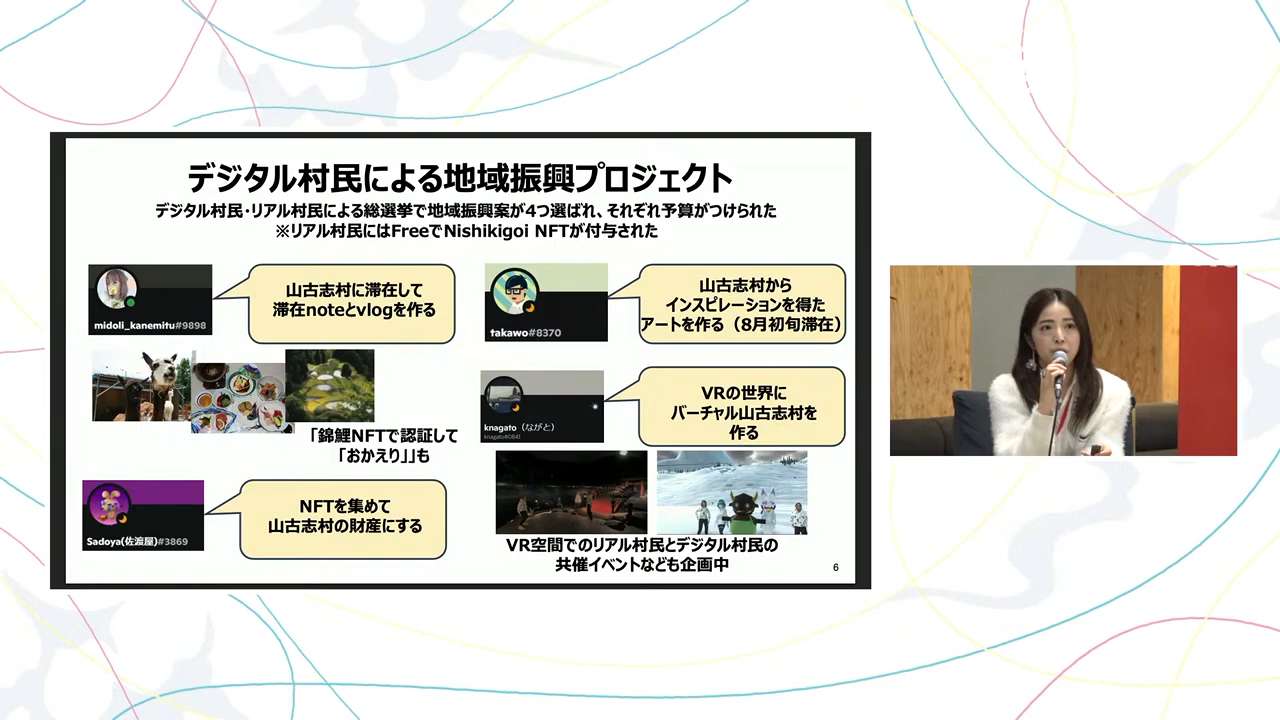 デジタル村民による地域振興プロジェクト
デジタル村民・リアル村民による総選挙で地域振興案が4つ選ばれ、それぞれ予算がつけられた
※リアル村民にはFreeでNishikigoi NFTが付与された
midoli_kanemitu#9898
山古志村に滞在して
滞在noteとvlogを作る
takawo#8370
山古志村から
インスピレーションを得た
アートを作る（8月初旬滞在）
「錦鯉NFTで認証して
「おかえり」」も
knagato（ながと）
knagato#0841
VRの世界に
バーチャル山古志村を
作る
Sadoya(佐渡屋)#3869
NFTを集めて
山古志村の財産にする
VR空間でのリアル村民とデジタル村民の
共催イベントなども企画中
6